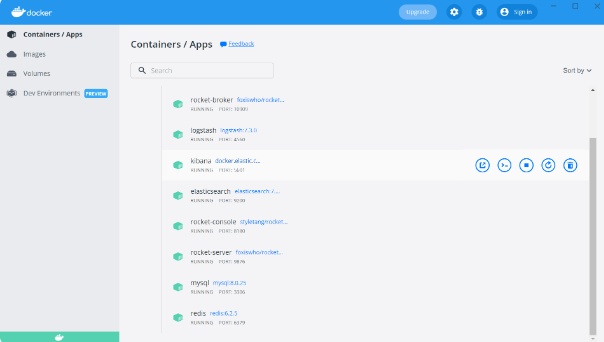 docker
Upgrade
Sign in
Containers / Apps
Images
Volumes
Dev Environments PREVIEW
Containers / Apps
Feedback
Search
Sort by
rocket-broker foxiswho/rocket...
RUNNING PORT: 10909
logstash logstash:7.3.0
RUNNING PORT: 4560
kibana docker.elastic.c...
RUNNING PORT: 5601
elasticsearch elasticsearch:7....
RUNNING PORT: 9200
rocket-console styletang/rocket...
RUNNING PORT: 8180
rocket-server foxiswho/rocket...
RUNNING PORT: 9876
mysql mysql:8.0.25
RUNNING PORT: 3306
redis redis:6.2.5
RUNNING PORT: 6379